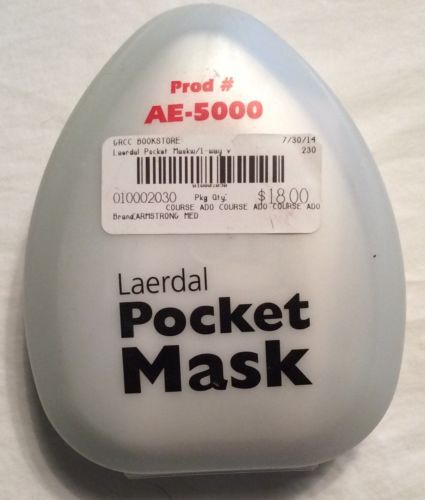 Prod #
AE-5000
GRCC BOOKSTORE 7/30/14
Laerdal Pocket Maskw/1-way v 230
010002030 Pkg Qty: $18.00
COURSE ADO COURSE ADO COURSE ADO
Brand:ARMSTRONG MED
Laerdal
Pocket
Mask